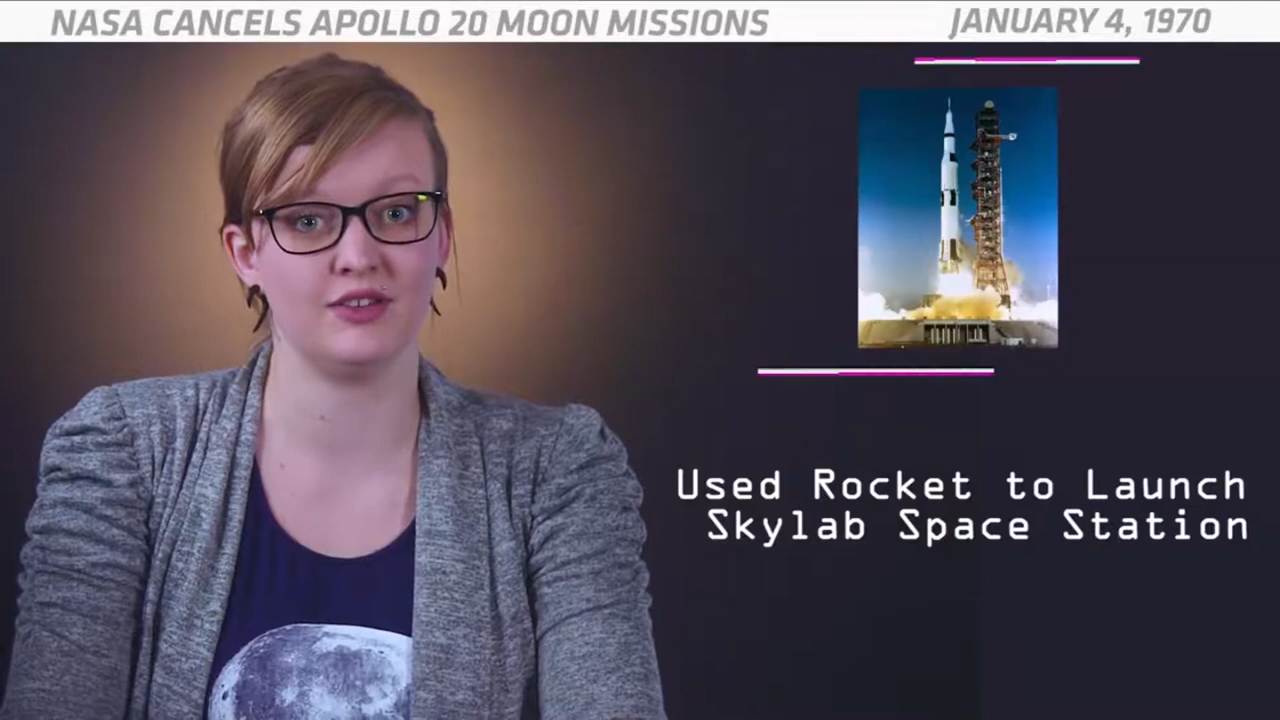 NASA CANCELS APOLLO 20 MOON MISSIONS
JANUARY 4, 1970
Used Rocket to Launch
Skylab Space Station